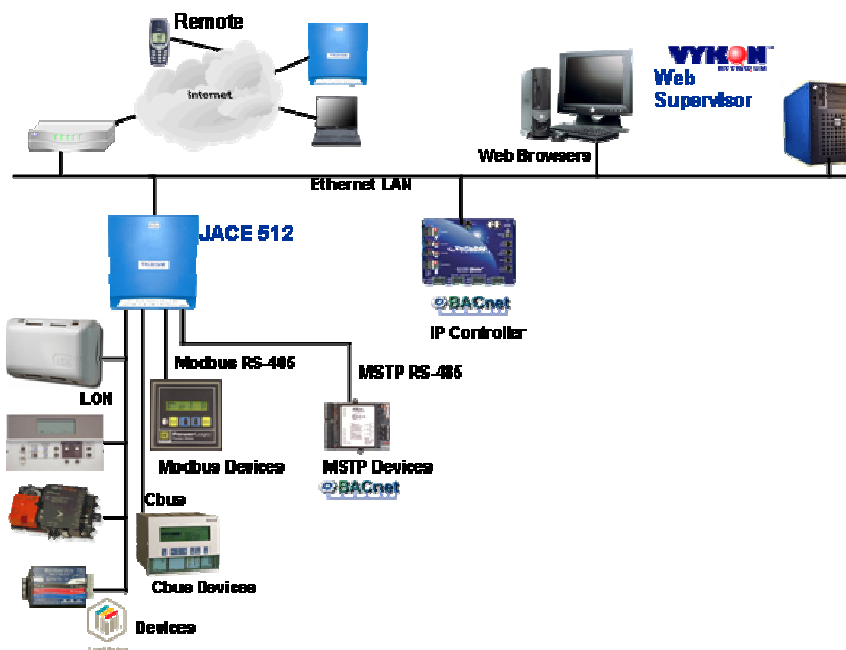 Remote
Internet
VYKON
Web
Supervisor
Web Browsers
Ethernet LAN
JACE 512
BACnet
IP Controller
Modbus RS-485
MSTP RS-485
LON
Modbus Devices
MSTP Devices
BACnet
Cbus
Cbus Devices
Devices